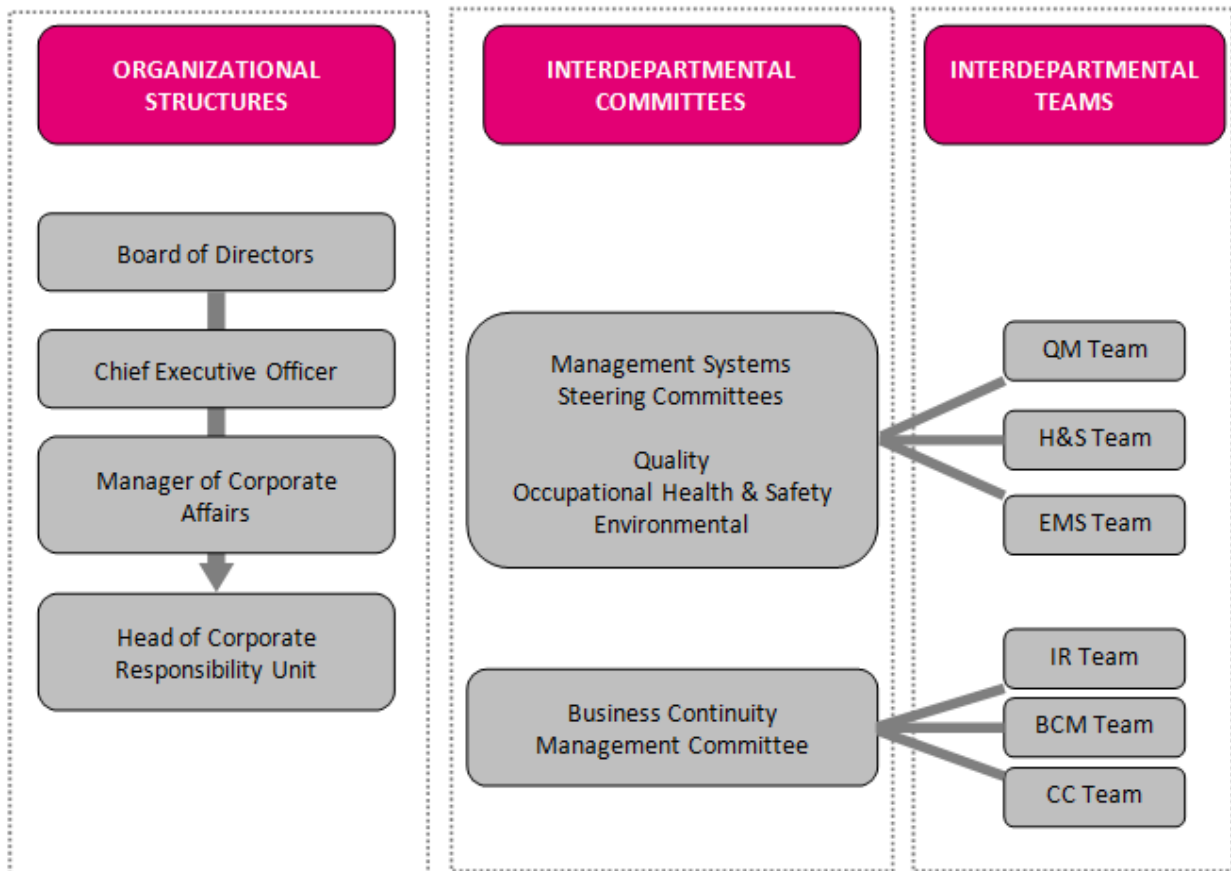 ORGANIZATIONAL
STRUCTURES
Board of Directors
Chief Executive Officer
Manager of Corporate
Affairs
Head of Corporate
Responsibility Unit
INTERDEPARTMENTAL
COMMITTEES
Management Systems
Steering Committees
Quality
Occupational Health & Safety
Environmental
Business Continuity
Management Committee
INTERDEPARTMENTAL
TEAMS
QM Team
H&S Team
EMS Team
IR Team
BCM Team
CC Team